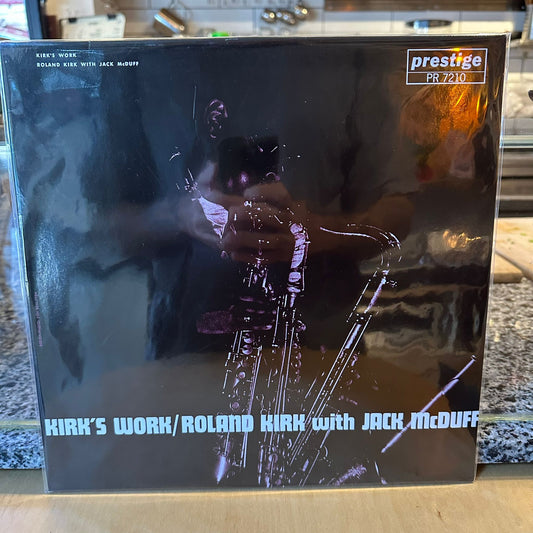 KIRK'S WORK
ROLAND KIRK WITH JACK McDUFF
prestige
PR 7210
KIRK'S WORK/ROLAND KIRK with JACK McDUFF